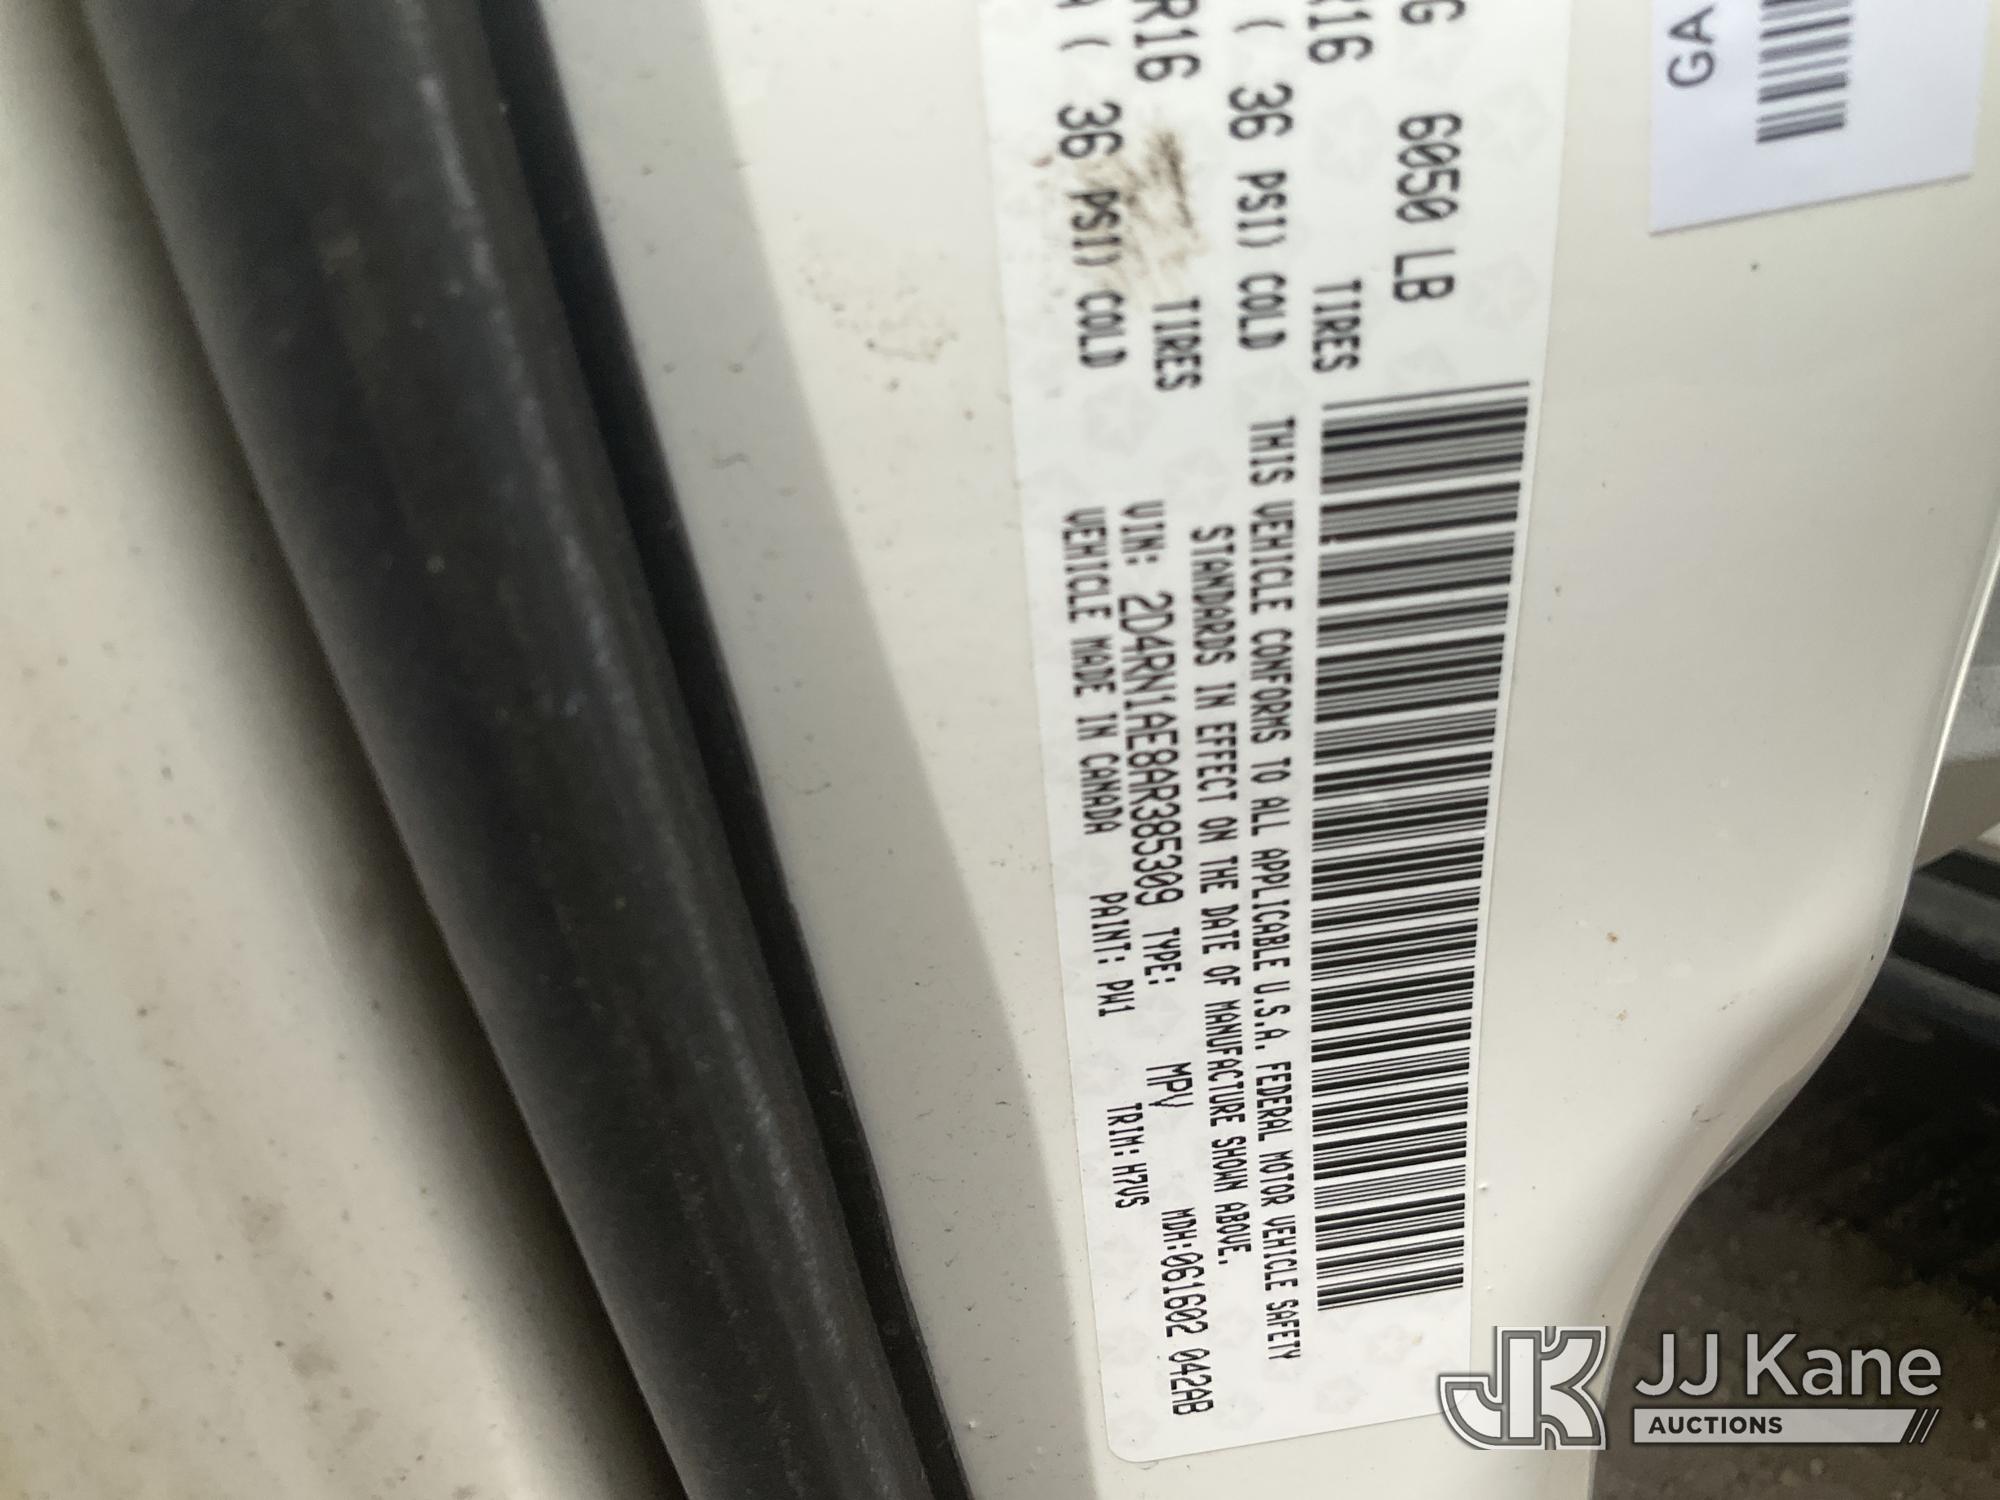 G 6050 LB
R16 TIRES
( 36 PSI) COLD
R16 TIRES
( 36 PSI) COLD
THIS VEHICLE CONFORMS TO ALL APPLICABLE U.S.A. FEDERAL MOTOR VEHICLE SAFETY
STANDARDS IN EFFECT ON THE DATE OF MANUFACTURE SHOWN ABOVE.
VIN: 2D4RN1AE8AR385309 TYPE: MPV MDH:061602 042AB
VEHICLE MADE IN CANADA PAINT: PW1 TRIM: H7VS
GA
JK JJ Kane
AUCTIONS